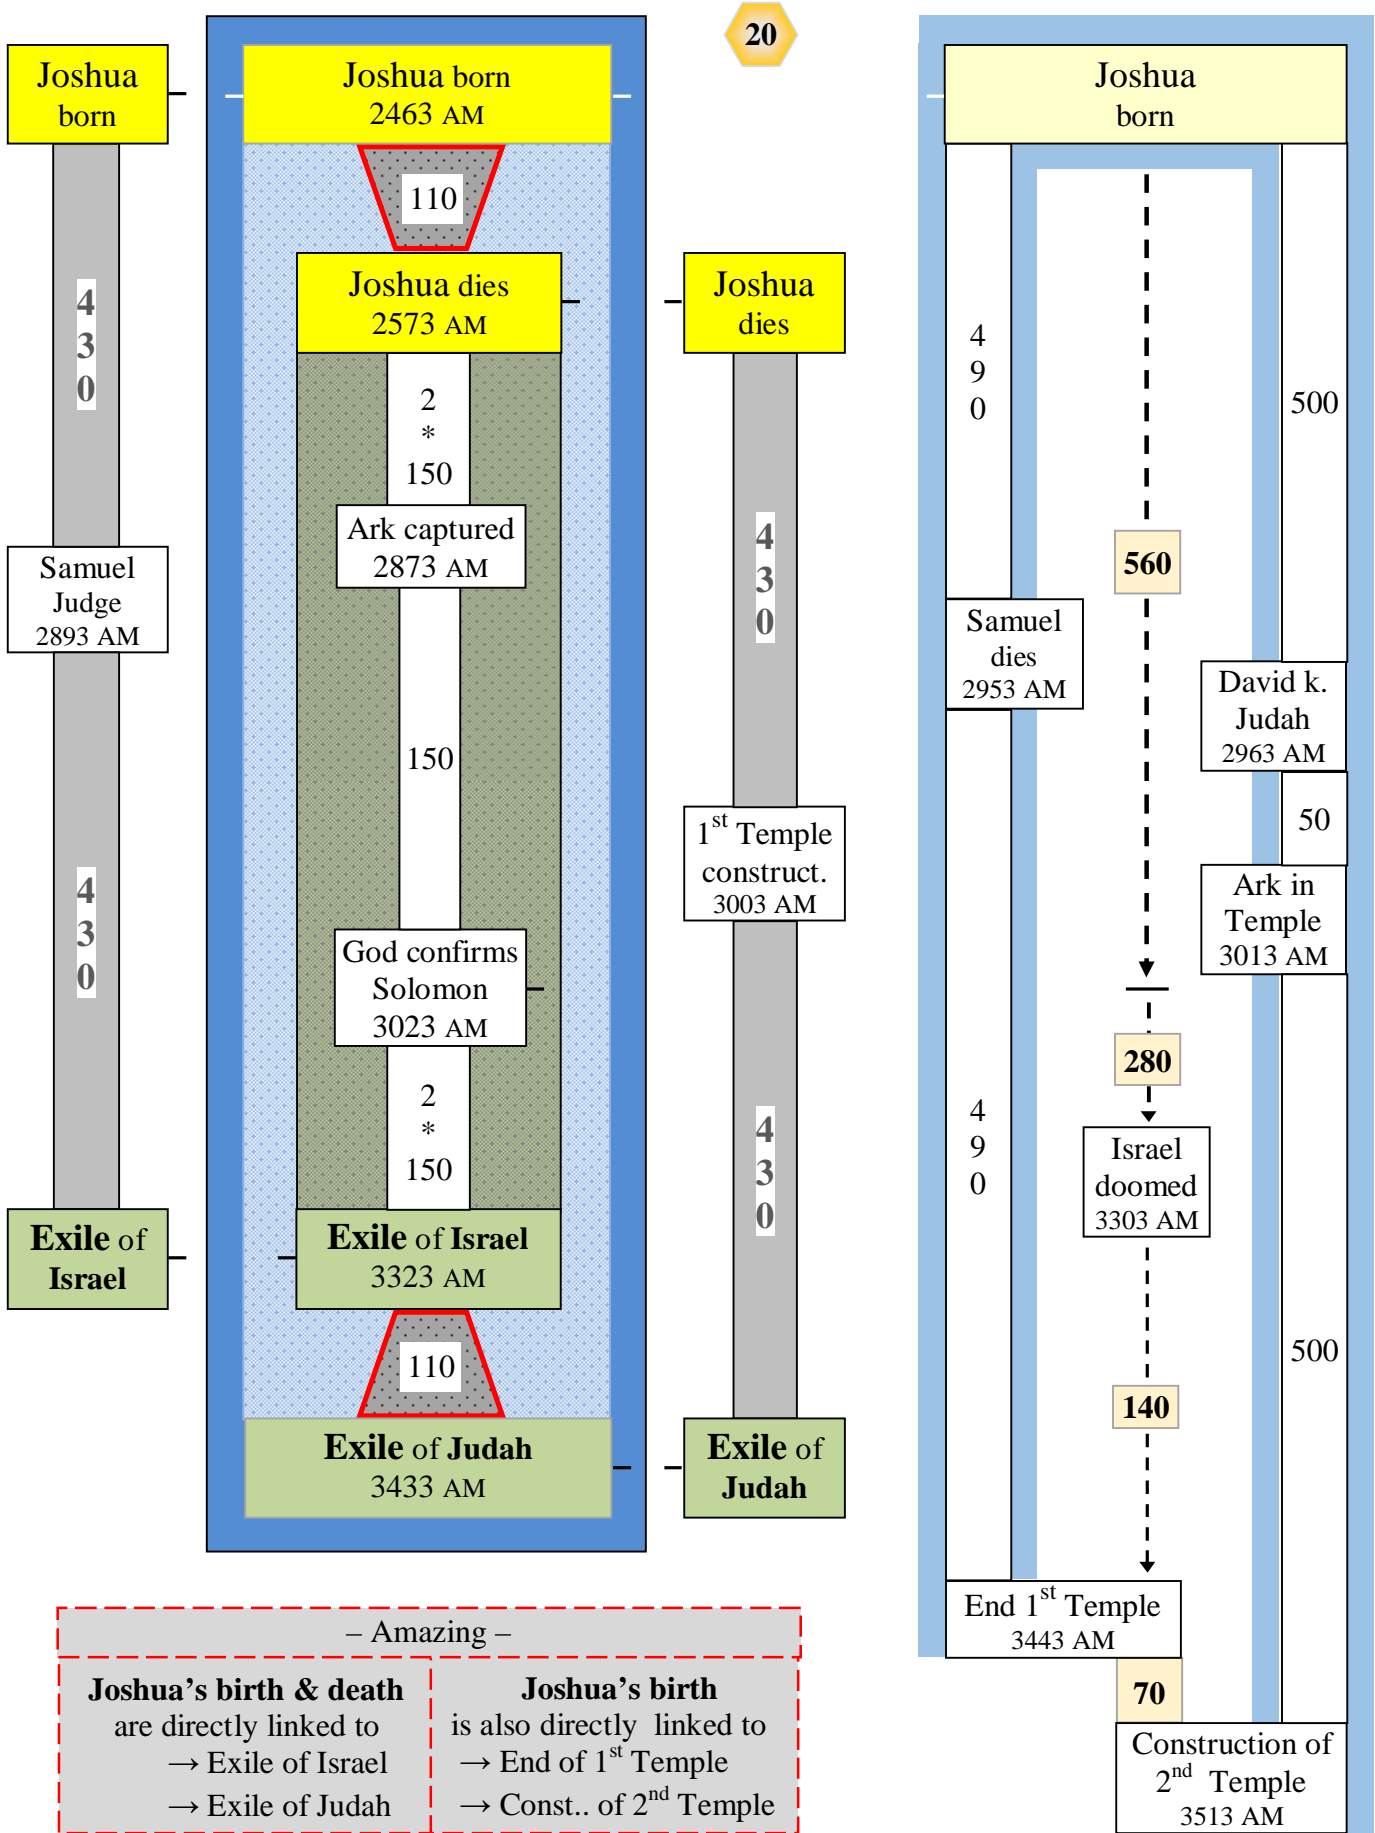 20
Joshua
born
4
3
0
Samuel
Judge
2893 AM
4
3
0
Exile of
Israel
Joshua born
2463 AM
110
Joshua dies
2573 AM
2
*
150
Ark captured
2873 AM
150
God confirms
Solomon
3023 AM
2
*
150
Exile of Israel
3323 AM
110
Exile of Judah
3433 AM
Joshua
dies
4
3
0
1st Temple
construct.
3003 AM
4
3
0
Exile of
Judah
Joshua
born
4
9
0
Samuel
dies
2953 AM
4
9
0
560
280
Israel
doomed
3303 AM
140
End 1st Temple
3443 AM
70
500
David k.
Judah
2963 AM
50
Ark in
Temple
3013 AM
500
Construction of
2nd Temple
3513 AM
– Amazing –
Joshua’s birth & death
are directly linked to
→ Exile of Israel
→ Exile of Judah
Joshua’s birth
is also directly linked to
→ End of 1st Temple
→ Const.. of 2nd Temple